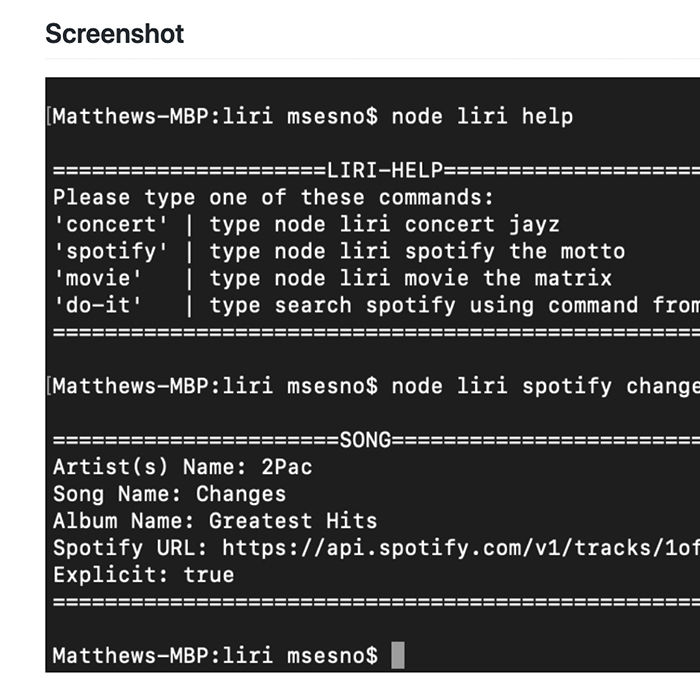 Screenshot
[Matthews-MBP:liri msesno$ node liri help
=====================LIRI-HELP====================
Please type one of these commands:
'concert' | type node liri concert jayz
'spotify' | type node liri spotify the motto
'movie'   | type node liri movie the matrix
'do-it'   | type search spotify using command from
==================================================
[Matthews-MBP:liri msesno$ node liri spotify change
======================SONG========================
Artist(s) Name: 2Pac
Song Name: Changes
Album Name: Greatest Hits
Spotify URL: https://api.spotify.com/v1/tracks/1of
Explicit: true
==================================================
Matthews-MBP:liri msesno$